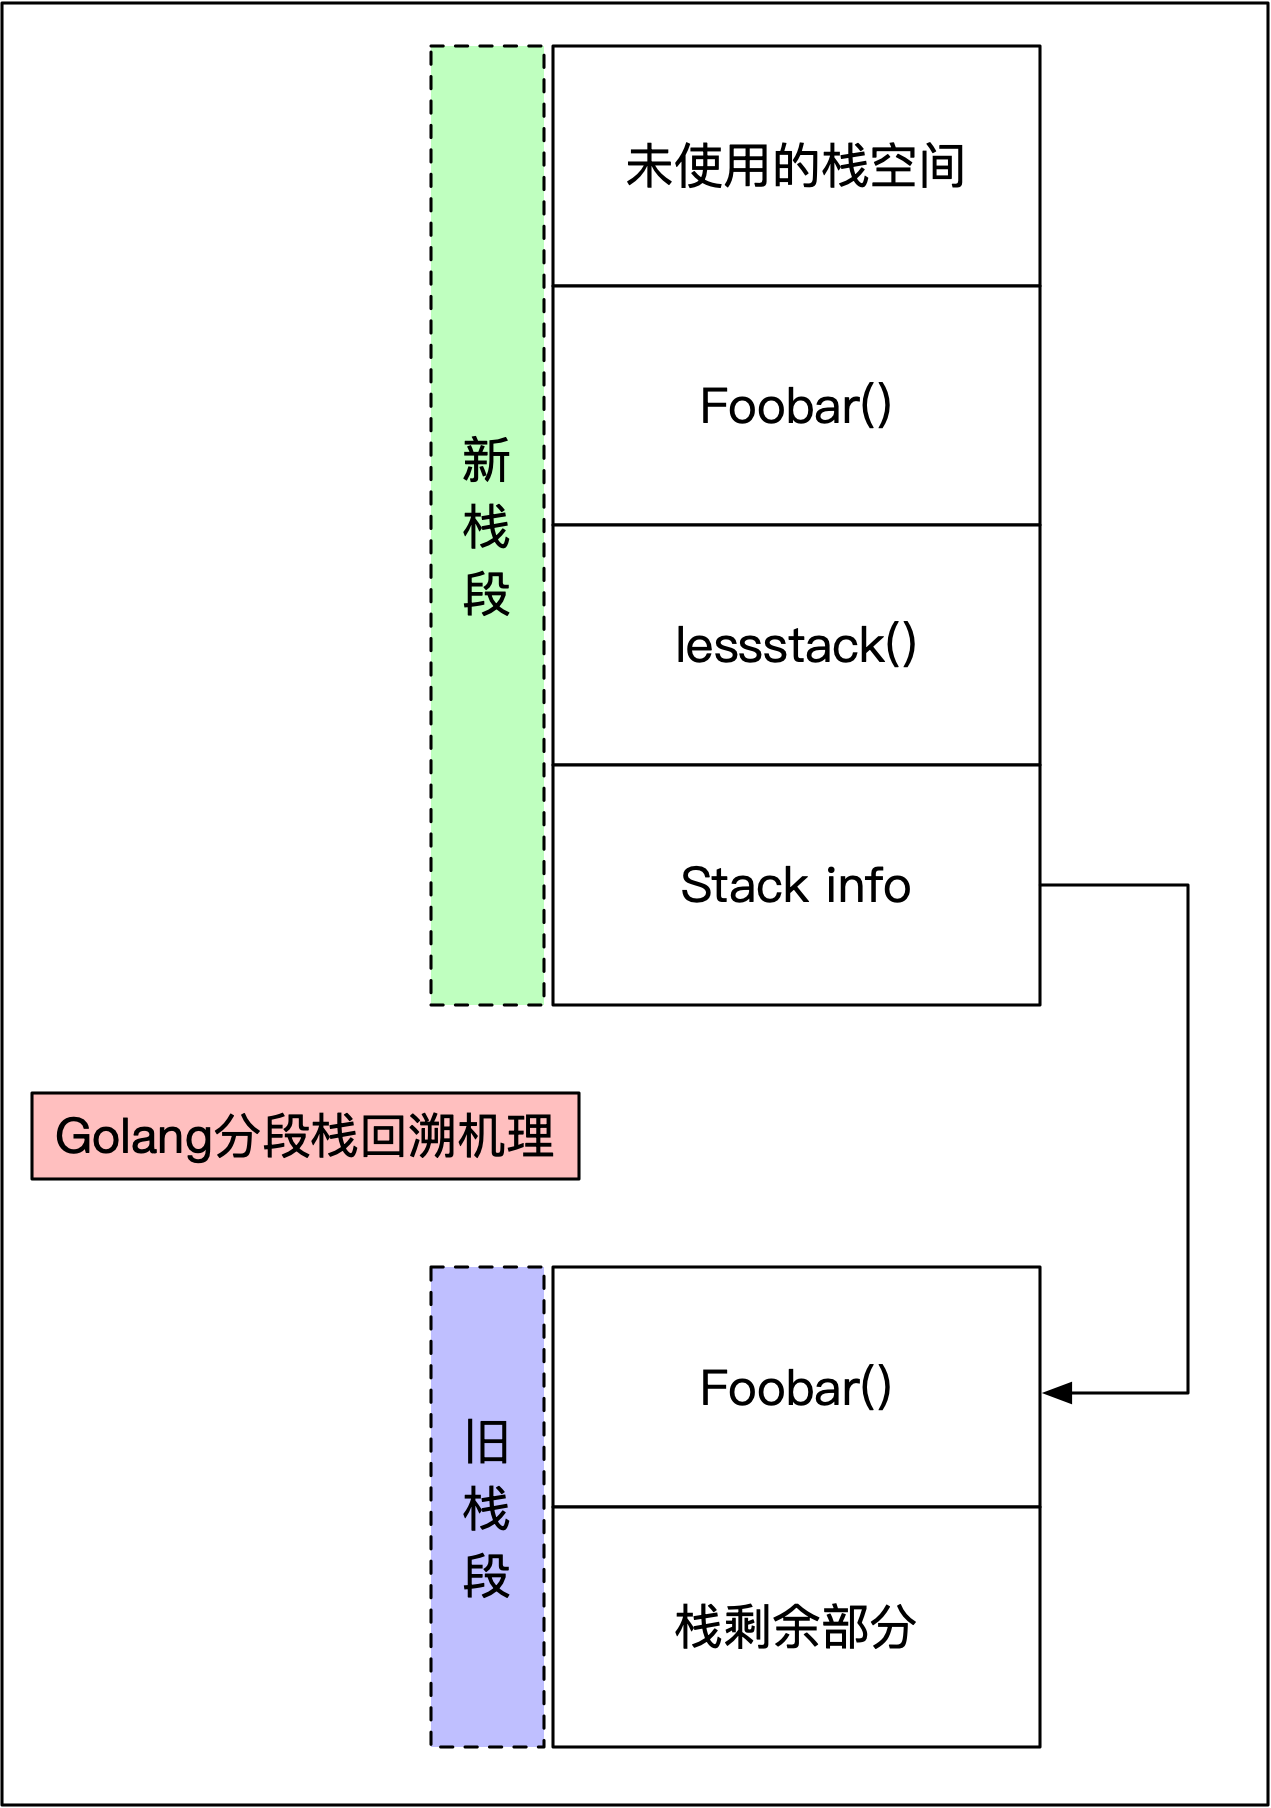 未使用的栈空间
Foobar()
新
栈
段
lessstack()
Stack info
Golang分段栈回溯机理
Foobar()
旧
栈
段
栈剩余部分